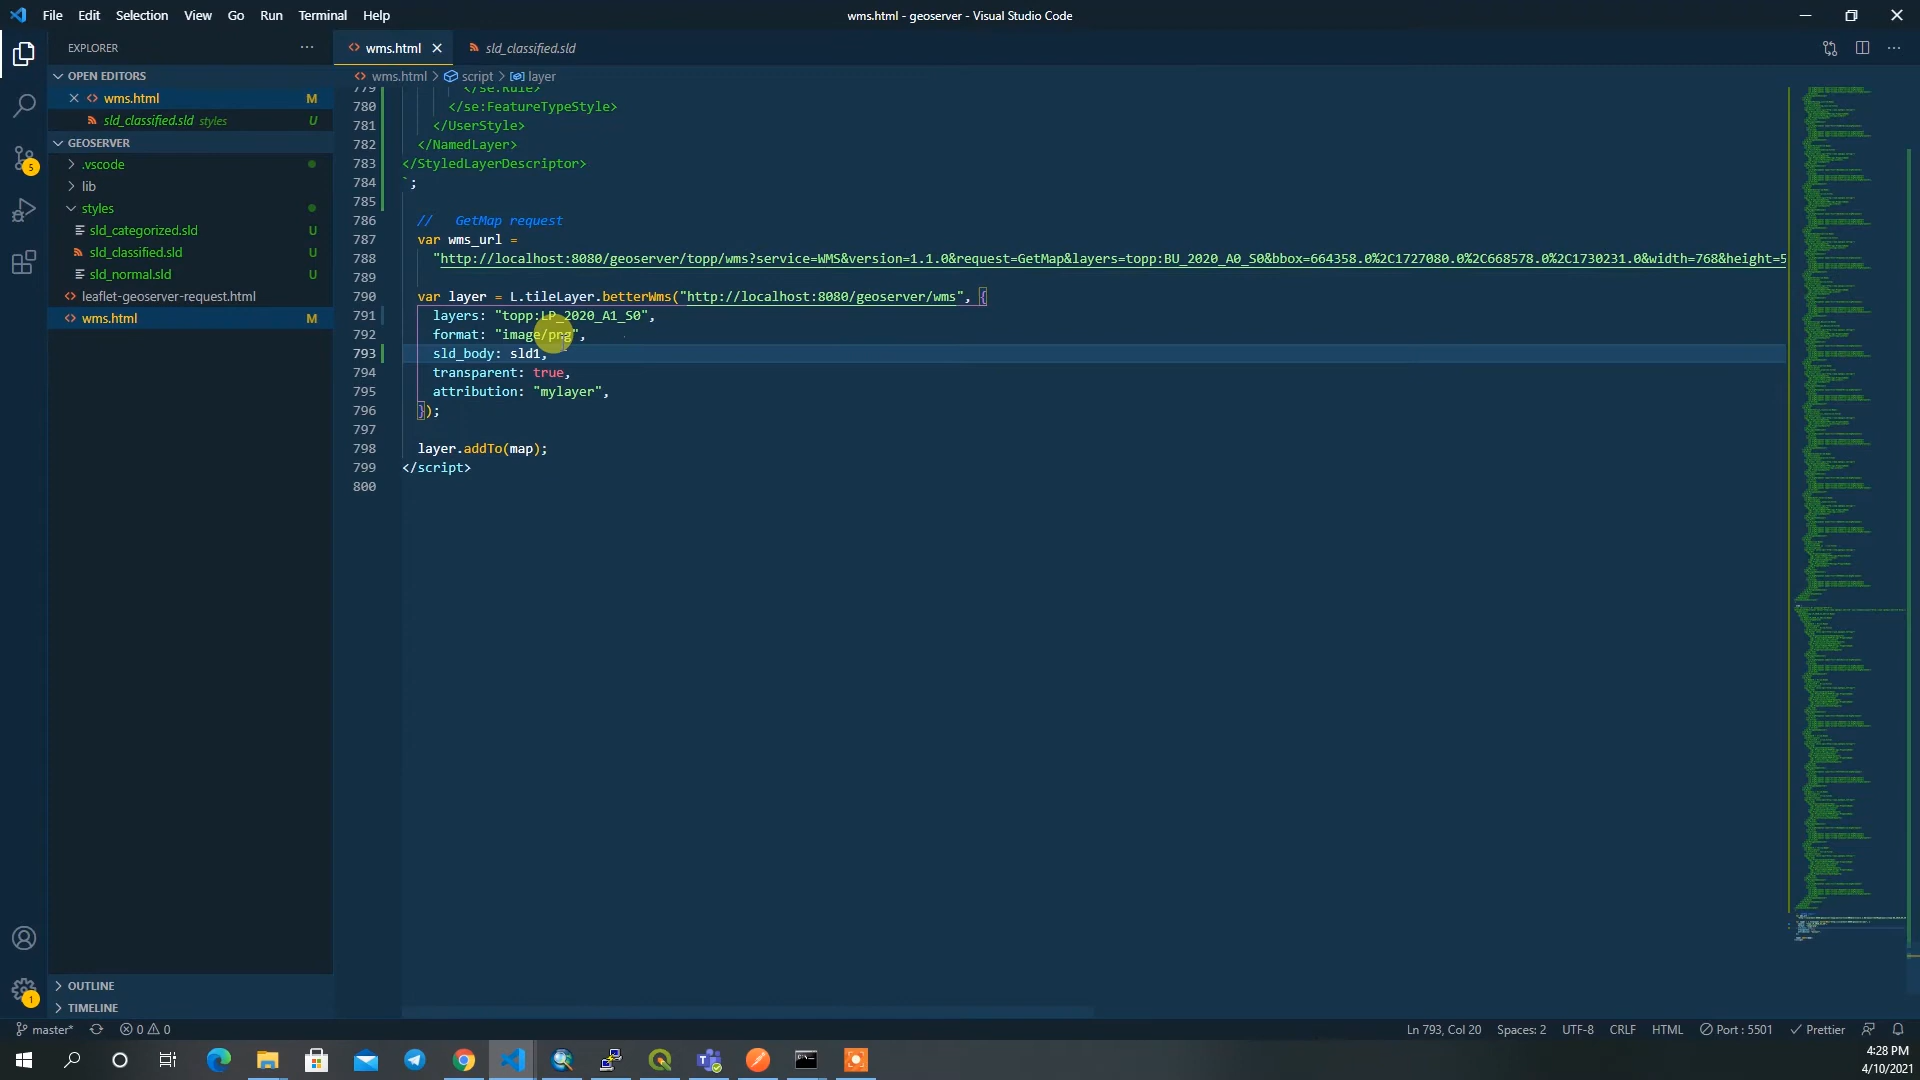 File Edit Selection View Go Run Terminal Help
wms.html - geoserver - Visual Studio Code
EXPLORER
wms.html
sld_classified.sld
OPEN EDITORS
wms.html M
sld_classified.sld styles U
GEOSERVER
.vscode
lib
styles
sld_categorized.sld U
sld_classified.sld U
sld_normal.sld U
leaflet-geoserver-request.html
wms.html M
5
wms.html > script > layer
779 </se:Rule>
780 </se:FeatureTypeStyle>
781 </UserStyle>
782 </NamedLayer>
783 </StyledLayerDescriptor>
784 `;
785
786 // GetMap request
787 var wms_url =
788 "http://localhost:8080/geoserver/topp/wms?service=WMS&version=1.1.0&request=GetMap&layers=topp:BU_2020_A0_S0&bbox=664358.0%2C1727080.0%2C668578.0%2C1730231.0&width=768&height=5
789
790 var layer = L.tileLayer.betterWms("http://localhost:8080/geoserver/wms", {
791 layers: "topp:LP_2020_A1_S0",
792 format: "image/png",
793 sld_body: sld1,
794 transparent: true,
795 attribution: "mylayer",
796 });
797
798 layer.addTo(map);
799 </script>
800
OUTLINE
TIMELINE
1
master* 0 0
Ln 793, Col 20 Spaces: 2 UTF-8 CRLF HTML Port : 5501 Prettier
4:28 PM
4/10/2021